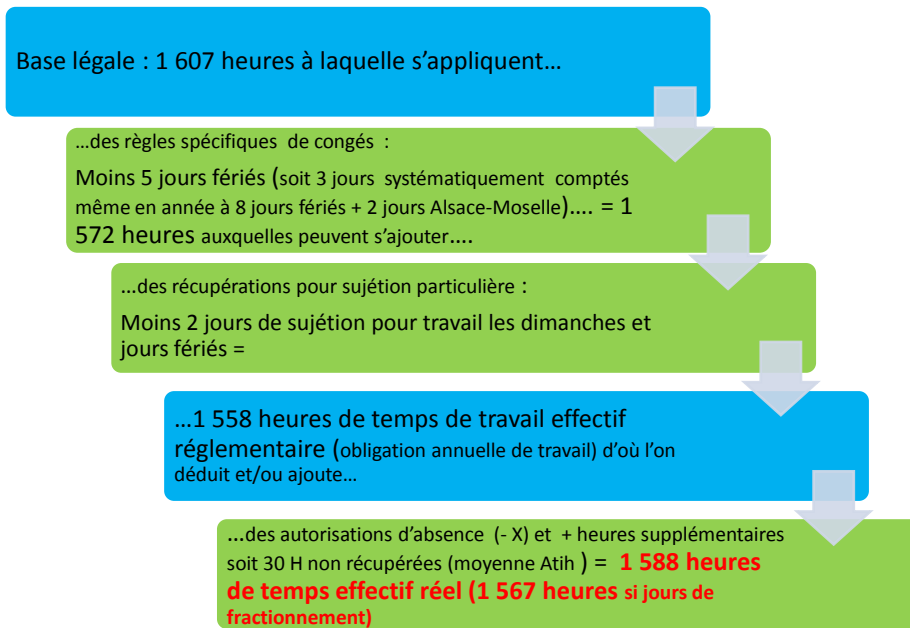 Base légale : 1 607 heures à laquelle s’appliquent…
…des règles spécifiques de congés :
Moins 5 jours fériés (soit 3 jours systématiquement comptés
même en année à 8 jours fériés + 2 jours Alsace-Moselle)…. = 1
572 heures auxquelles peuvent s’ajouter….
…des récupérations pour sujétion particulière :
Moins 2 jours de sujétion pour travail les dimanches et
jours fériés =
…1 558 heures de temps de travail effectif
réglementaire (obligation annuelle de travail) d’où l’on
déduit et/ou ajoute…
…des autorisations d’absence (- X) et + heures supplémentaires
soit 30 H non récupérées (moyenne Atih ) = 1 588 heures
de temps effectif réel (1 567 heures si jours de
fractionnement)